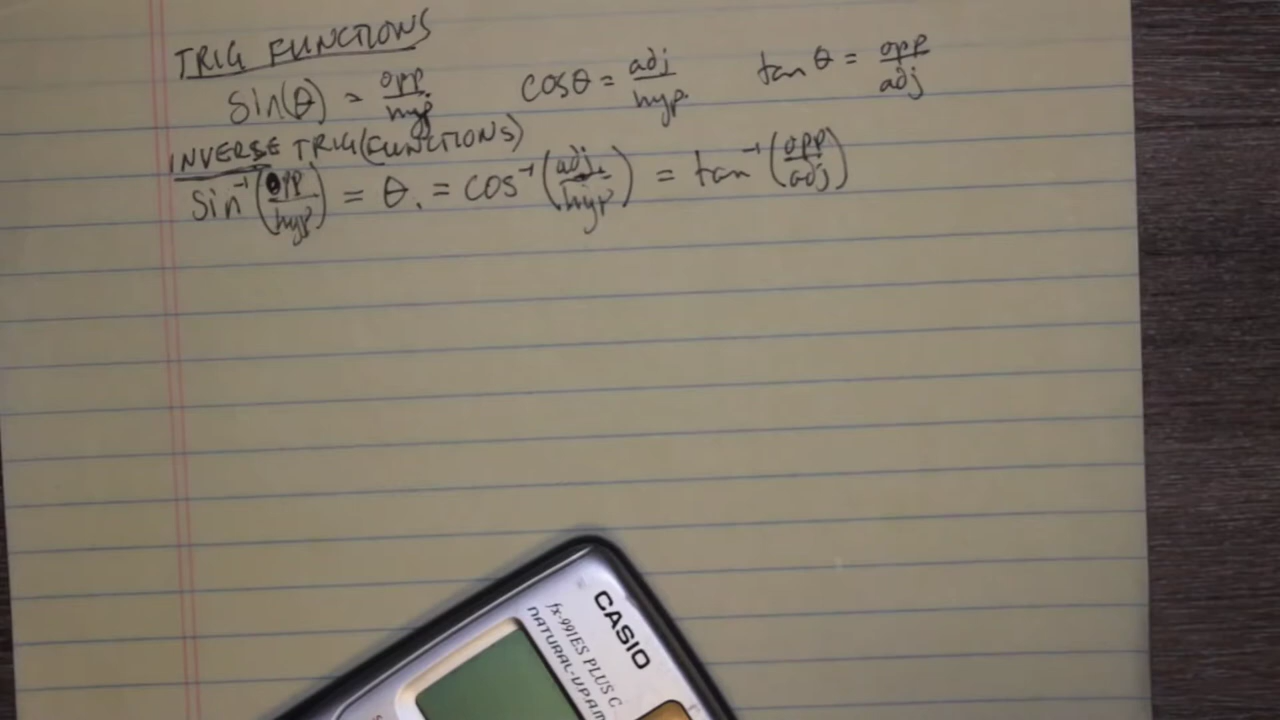 TRIG FUNCTIONS
sin(θ) = opp./hyp. cosθ = adj/hyp. tan θ = opp/adj
INVERSE TRIG (FUNCTIONS)
sin⁻¹(opp/hyp) = θ. = cos⁻¹(adj./hyp) = tan⁻¹(opp/adj)
CASIO
fx-991ES PLUS C
NATURAL-V.P.A.M.